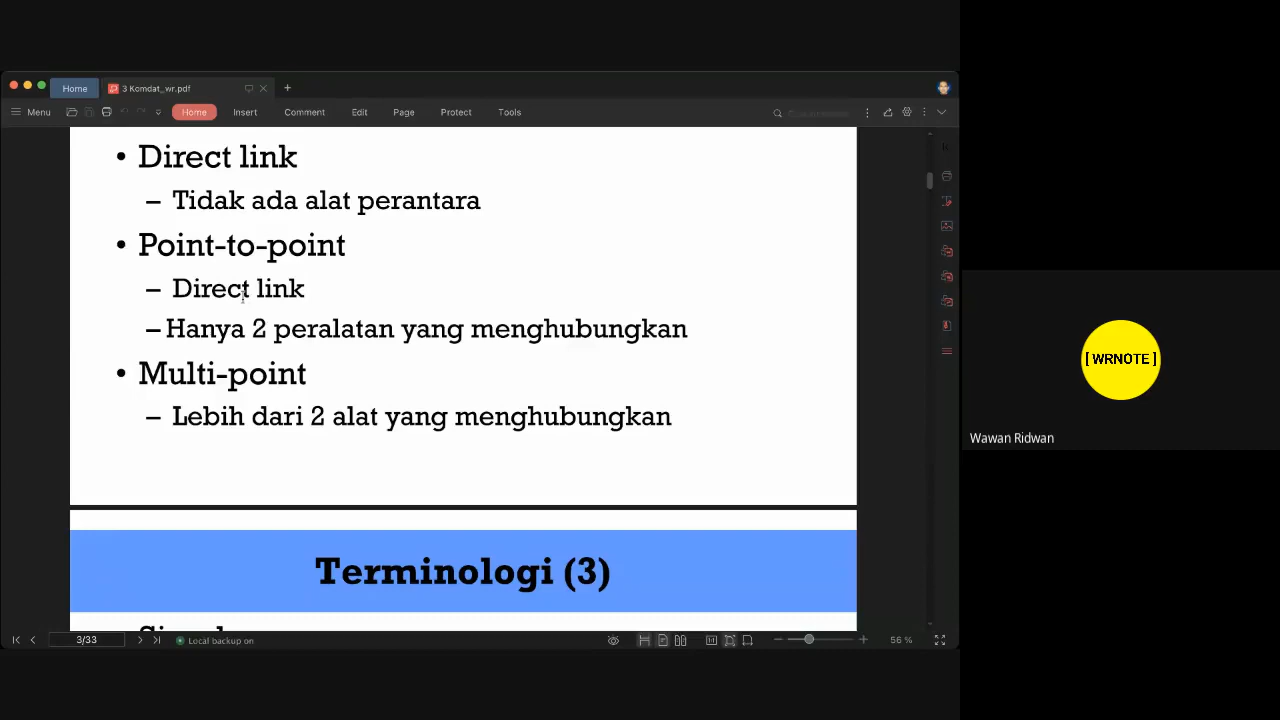 Home
3 Komdat_wr.pdf
Menu
Home
Insert
Comment
Edit
Page
Protect
Tools
• Direct link
– Tidak ada alat perantara
• Point-to-point
– Direct link
– Hanya 2 peralatan yang menghubungkan
• Multi-point
– Lebih dari 2 alat yang menghubungkan
Terminologi (3)
3/33
Local backup on
56 %
[ WRNOTE ]
Wawan Ridwan